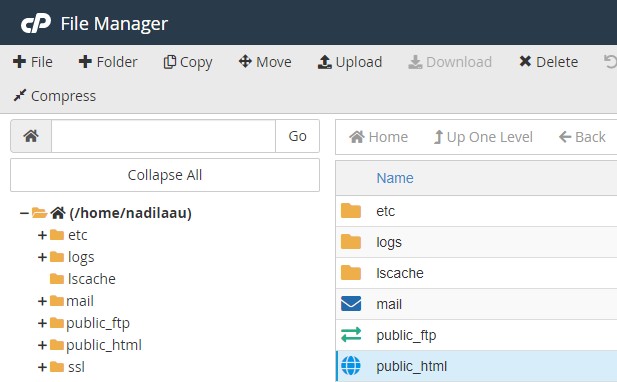 cP File Manager
File Folder Copy Move Upload Download Delete
Compress
Go
Home Up One Level Back
Collapse All
Name
(/home/nadilaau)
etc
logs
lscache
mail
public_ftp
public_html
ssl
etc
logs
lscache
mail
public_ftp
public_html